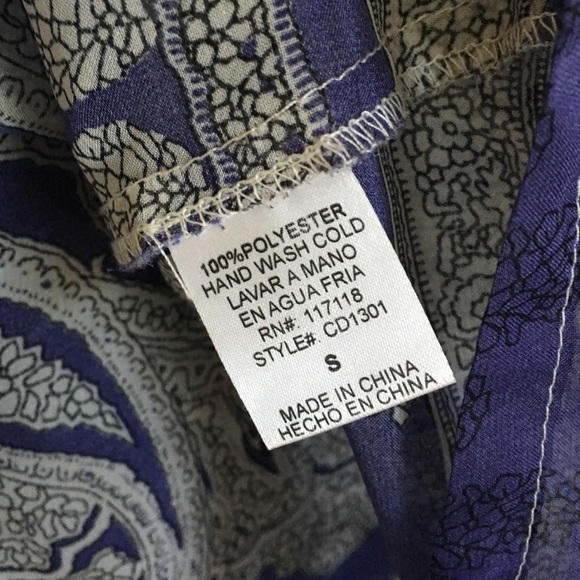 100%POLYESTER
HAND WASH COLD
LAVAR A MANO
EN AGUA FRIA
RN#: 117118
STYLE#: CD1301
S
MADE IN CHINA
HECHO EN CHINA